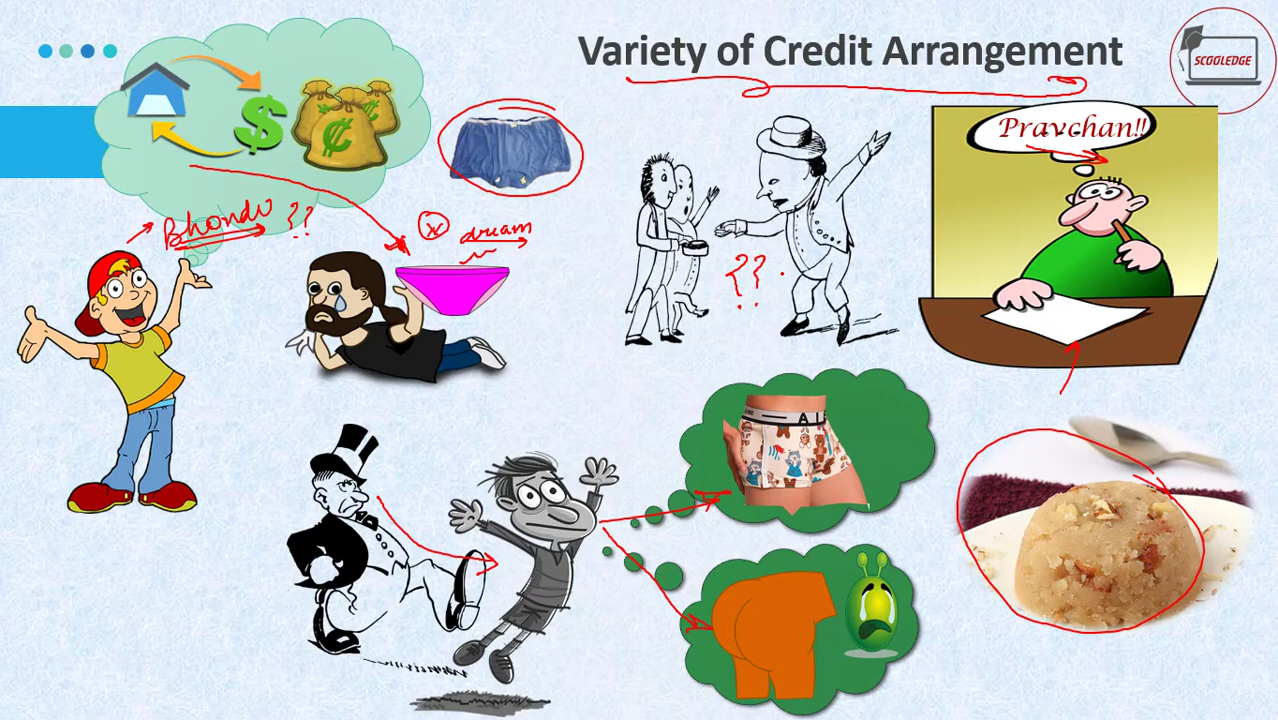 Variety of Credit Arrangement
SCOOLEDGE
Pravchan!!
Bhondu ??
dream
??